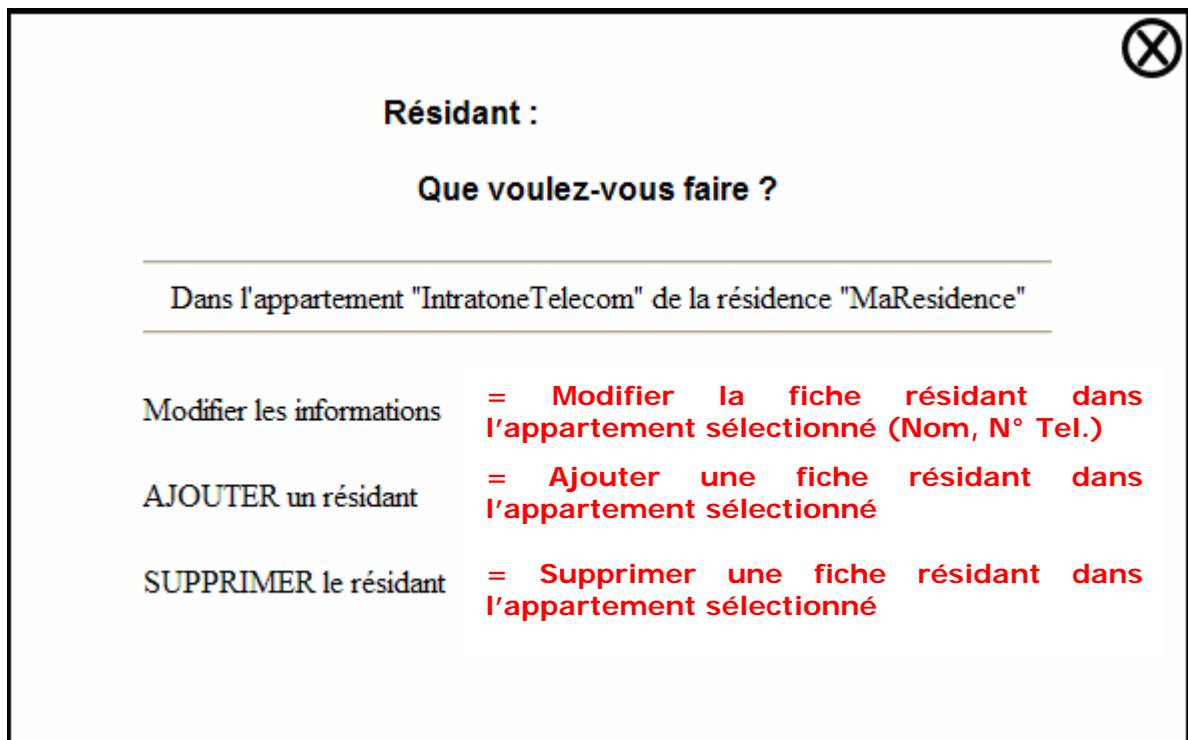 Résidant :
Que voulez-vous faire ?
Dans l'appartement "IntratoneTelecom" de la résidence "MaResidence"
Modifier les informations
= Modifier la fiche résidant dans
l’appartement sélectionné (Nom, N° Tel.)
AJOUTER un résidant
= Ajouter une fiche résidant dans
l’appartement sélectionné
SUPPRIMER le résidant
= Supprimer une fiche résidant dans
l’appartement sélectionné